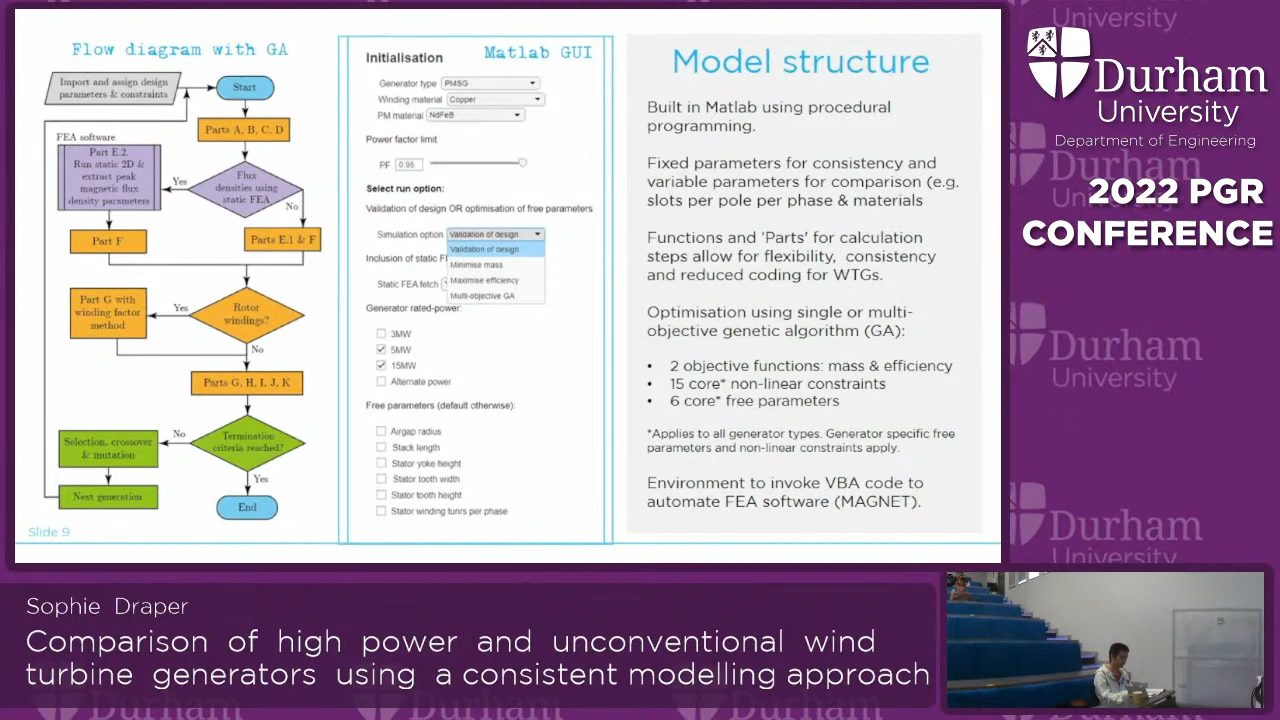 Flow diagram with GA
Import and assign design
parameters & constraints
Start
Parts A, B, C, D
FEA software
Part E.2.
Run static 2D &
extract peak
magnetic flux
density parameters
Yes
Flux
densities using
static FEA
No
Part F
Parts E.1 & F
Part G with
winding factor
method
Yes
Rotor
windings?
No
Parts G, H, I, J, K
Selection, crossover
& mutation
No
Termination
criteria reached?
Yes
Next generation
End
Slide 9
Matlab GUI
Initialisation
Generator type PMSG
Winding material Copper
PM material NdFeB
Power factor limit
PF 0.95
Select run option:
Validation of design OR optimisation of free parameters
Simulation option Validation of design
Validation of design
Minimise mass
Maximise efficiency
Multi-objective GA
Inclusion of static F
Static FEA fetch
Generator rated-power:
3MW
5MW
15MW
Alternate power
Free parameters (default otherwise):
Airgap radius
Stack length
Stator yoke height
Stator tooth width
Stator tooth height
Stator winding tunrs per phase
Model structure
Built in Matlab using procedural
programming.
Fixed parameters for consistency and
variable parameters for comparison (e.g.
slots per pole per phase & materials
Functions and ‘Parts’ for calculation
steps allow for flexibility, consistency
and reduced coding for WTGs.
Optimisation using single or multi-
objective genetic algorithm (GA):
• 2 objective functions: mass & efficiency
• 15 core* non-linear constraints
• 6 core* free parameters
*Applies to all generator types. Generator specific free
parameters and non-linear constraints apply.
Environment to invoke VBA code to
automate FEA software (MAGNET).
Durham
University
Department of Engineering
2022 PGR
CONFERENCE
Sophie Draper
Comparison of high power and unconventional wind
turbine generators using a consistent modelling approach